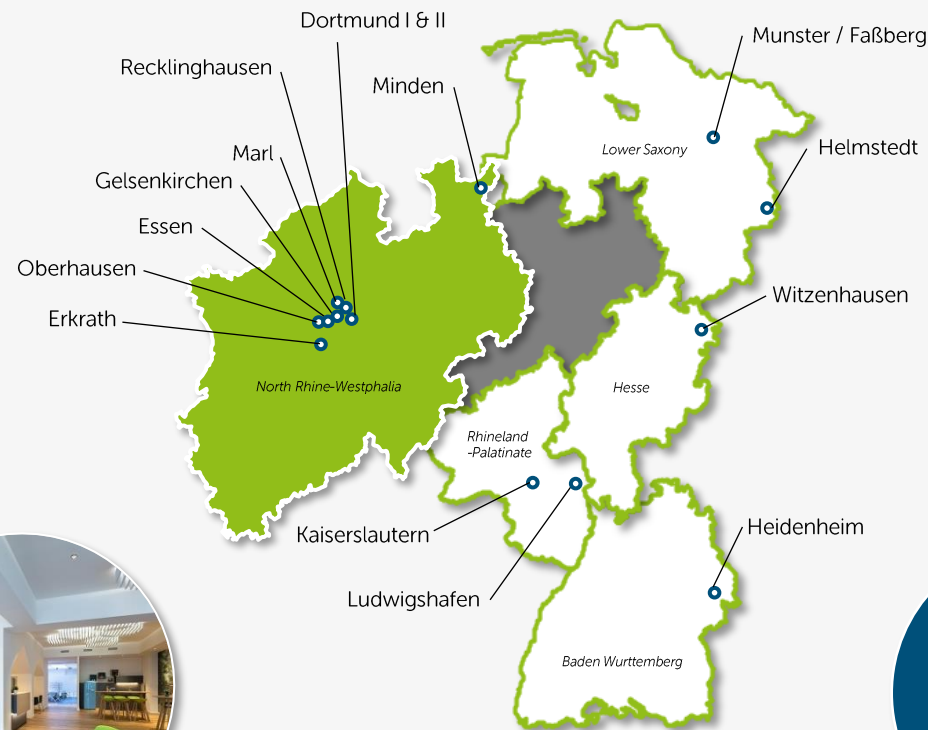 Dortmund I & II
Munster / Faßberg
Recklinghausen
Minden
Lower Saxony
Helmstedt
Marl
Gelsenkirchen
Essen
Oberhausen
Erkrath
Witzenhausen
North Rhine-Westphalia
Hesse
Rhineland
-Palatinate
Kaiserslautern
Heidenheim
Ludwigshafen
Baden Wurttemberg